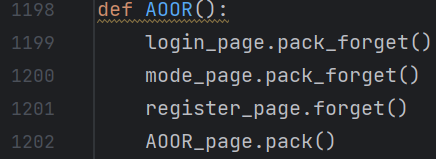 1198 def AOOR():
1199 login_page.pack_forget()
1200 mode_page.pack_forget()
1201 register_page.forget()
1202 AOOR_page.pack()